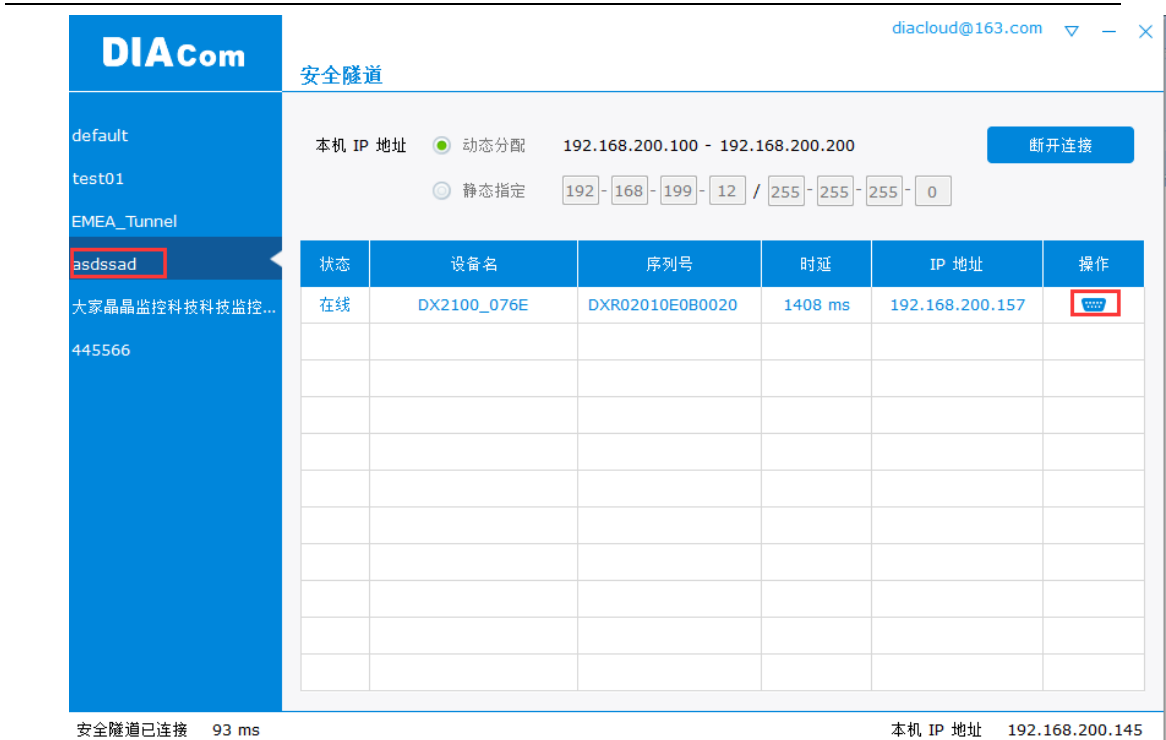 diacloud@163.com
DIACom
安全隧道
default
test01
EMEA_Tunnel
asdssad
大家晶晶监控科技科技监控...
445566
本机 IP 地址 动态分配 192.168.200.100 - 192.168.200.200 断开连接
静态指定 192 - 168 - 199 - 12 / 255 - 255 - 255 - 0
状态 设备名 序列号 时延 IP 地址 操作
在线 DX2100_076E DXR02010E0B0020 1408 ms 192.168.200.157
安全隧道已连接 93 ms 本机 IP 地址 192.168.200.145